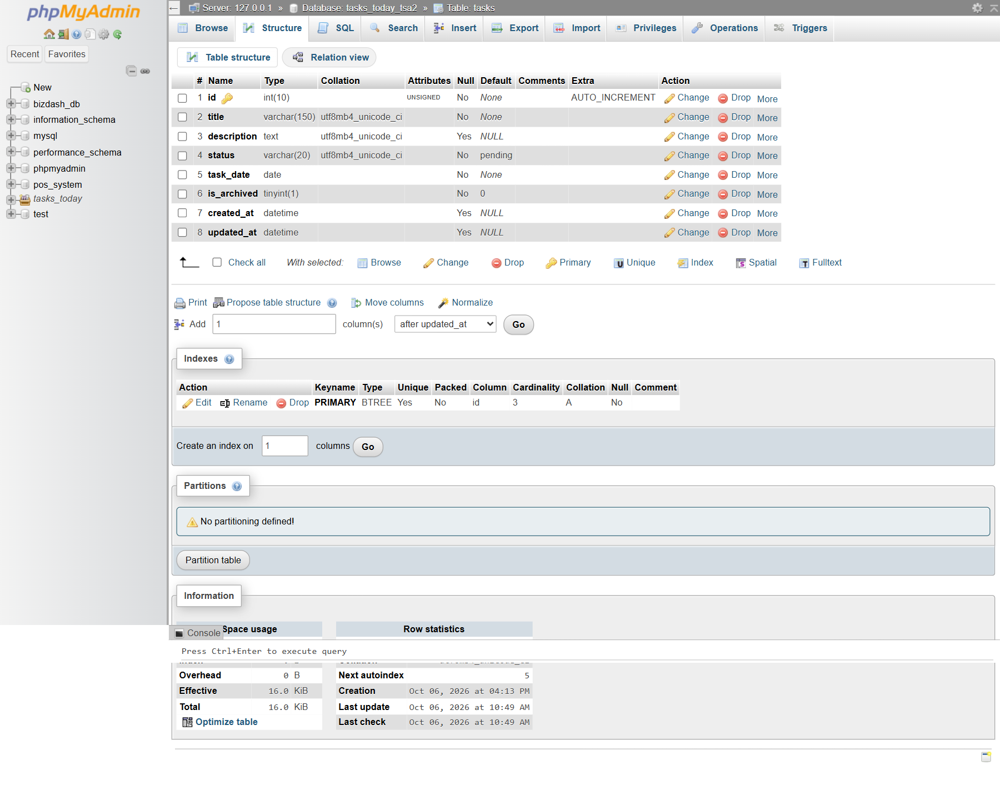 phpMyAdmin
Recent Favorites
New
bizdash_db
information_schema
mysql
performance_schema
phpmyadmin
pos_system
tasks_today
test
Server: 127.0.0.1 » Database: tasks_today_tsa2 » Table: tasks
Browse Structure SQL Search Insert Export Import Privileges Operations Triggers
Table structure Relation view
# Name Type Collation Attributes Null Default Comments Extra Action
1 id int(10) UNSIGNED No None AUTO_INCREMENT Change Drop More
2 title varchar(150) utf8mb4_unicode_ci No None Change Drop More
3 description text utf8mb4_unicode_ci Yes NULL Change Drop More
4 status varchar(20) utf8mb4_unicode_ci No pending Change Drop More
5 task_date date No None Change Drop More
6 is_archived tinyint(1) No 0 Change Drop More
7 created_at datetime Yes NULL Change Drop More
8 updated_at datetime Yes NULL Change Drop More
Check all With selected: Browse Change Drop Primary Unique Index Spatial Fulltext
Print Propose table structure Move columns Normalize
Add 1 column(s) after updated_at Go
Indexes
Action Keyname Type Unique Packed Column Cardinality Collation Null Comment
Edit Rename Drop PRIMARY BTREE Yes No id 3 A No
Create an index on 1 columns Go
Partitions
No partitioning defined!
Partition table
Information
Space usage Row statistics
Console
Press Ctrl+Enter to execute query
Overhead 0 B Next autoindex 5
Effective 16.0 KiB Creation Oct 06, 2026 at 04:13 PM
Total 16.0 KiB Last update Oct 06, 2026 at 10:49 AM
Optimize table Last check Oct 06, 2026 at 10:49 AM